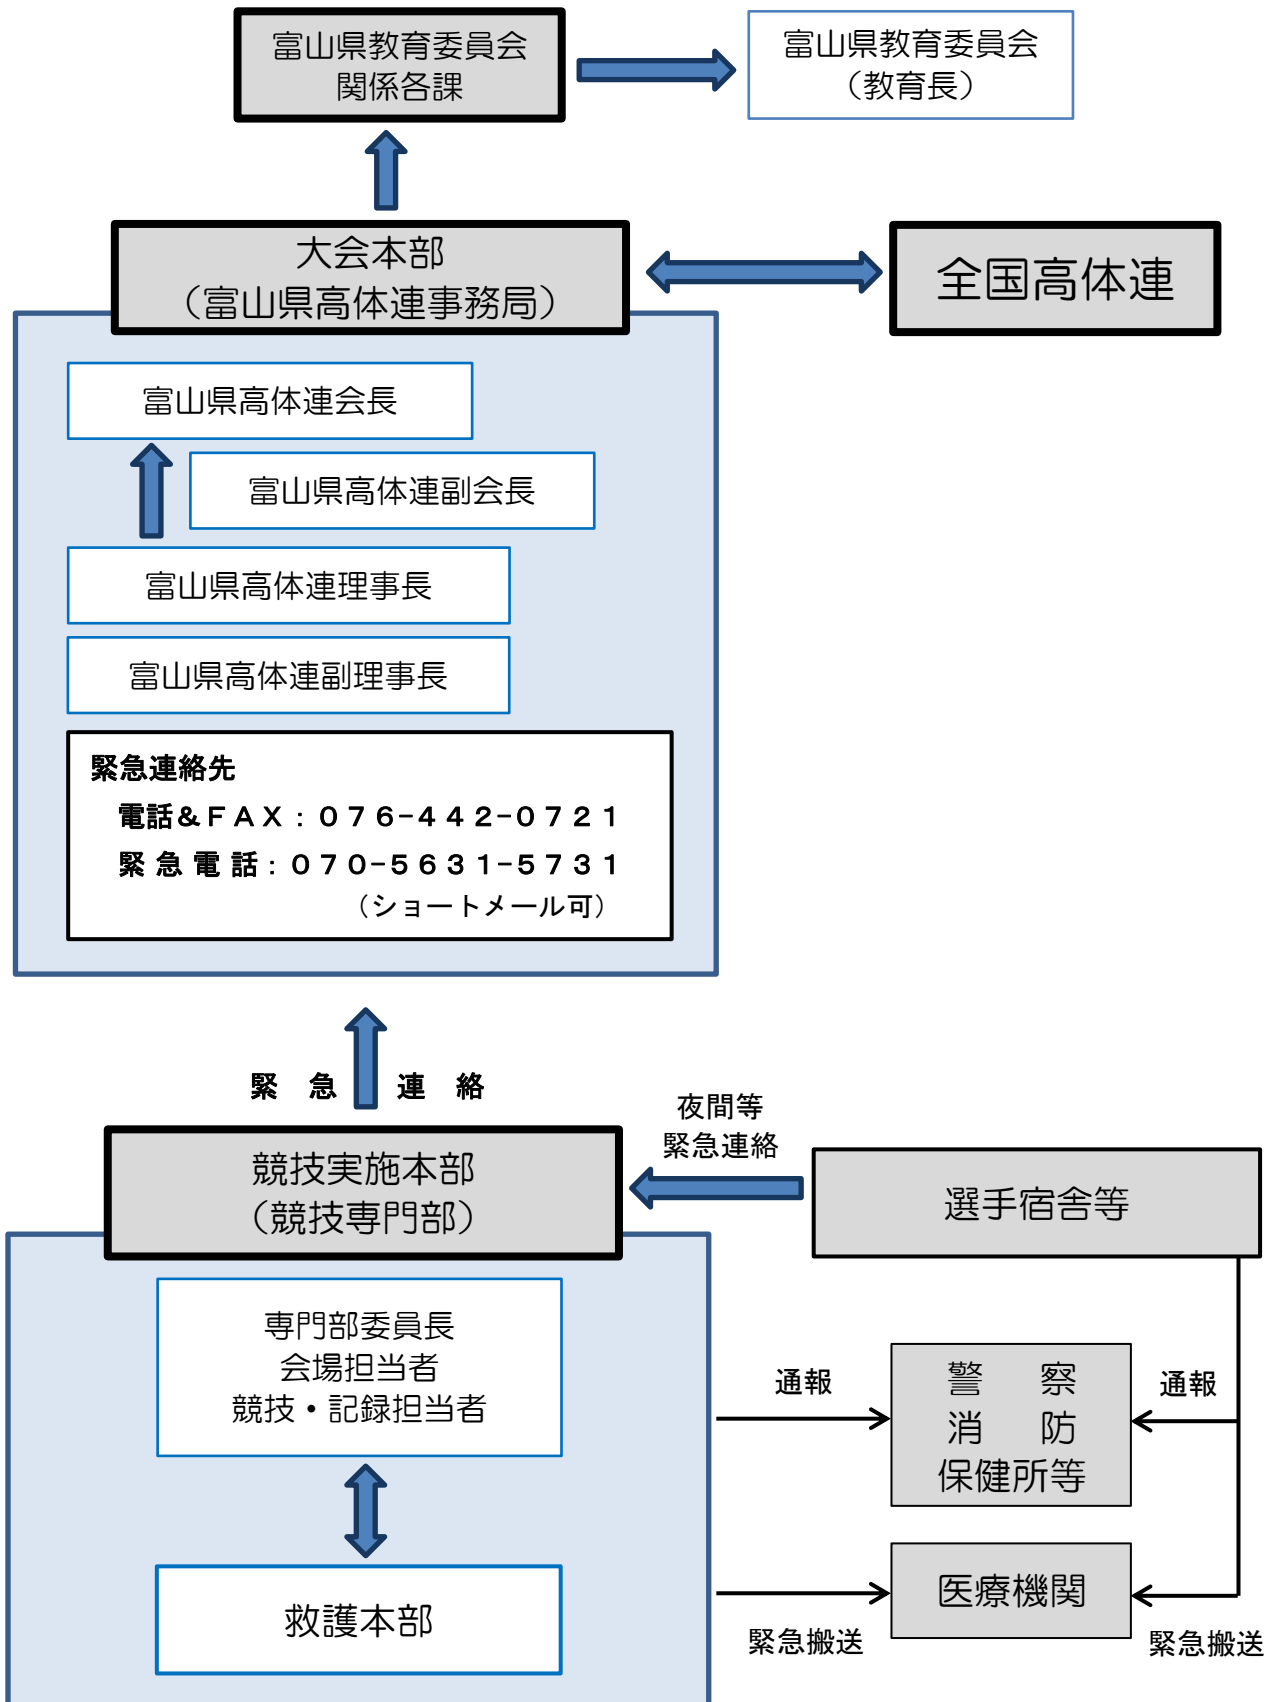 富山県教育委員会
関係各課
富山県教育委員会
（教育長）
大会本部
（富山県高体連事務局）
全国高体連
富山県高体連会長
富山県高体連副会長
富山県高体連理事長
富山県高体連副理事長
緊急連絡先
電話＆ＦＡＸ：０７６−４４２−０７２１
緊 急 電 話：０７０−５６３１−５７３１
（ショートメール可）
緊　急　連　絡
夜間等
緊急連絡
競技実施本部
（競技専門部）
選手宿舎等
専門部委員長
会場担当者
競技・記録担当者
通報
警　　察
消　　防
保健所等
通報
救護本部
医療機関
緊急搬送
緊急搬送